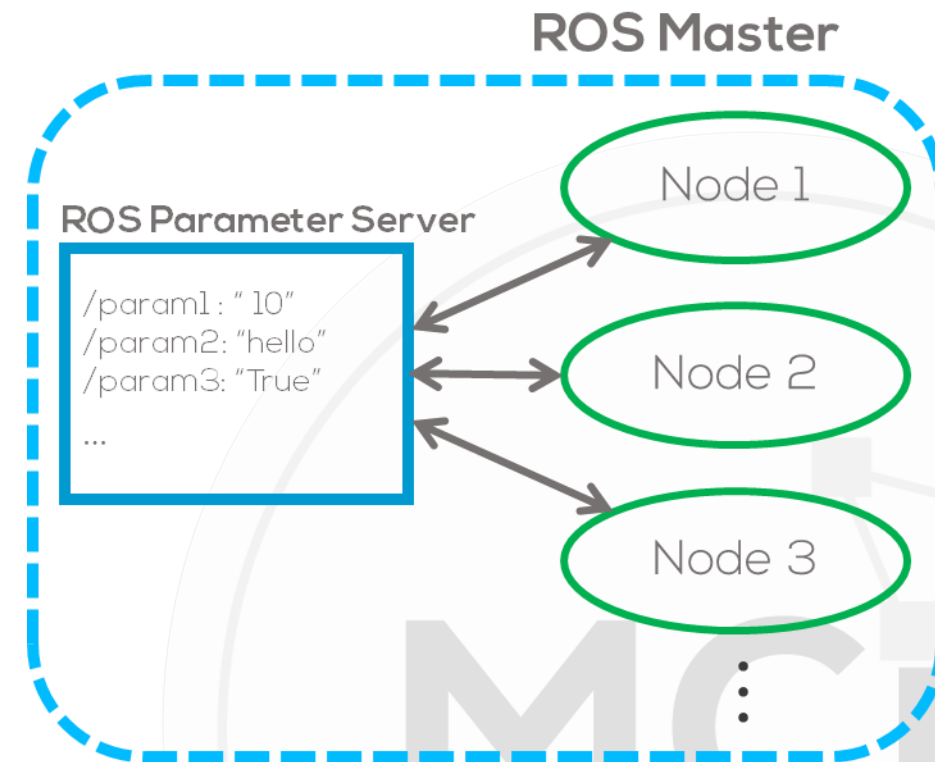 ROS Master
ROS Parameter Server
/param1 : " 10"
/param2: "hello"
/param3: "True"
...
Node 1
Node 2
Node 3